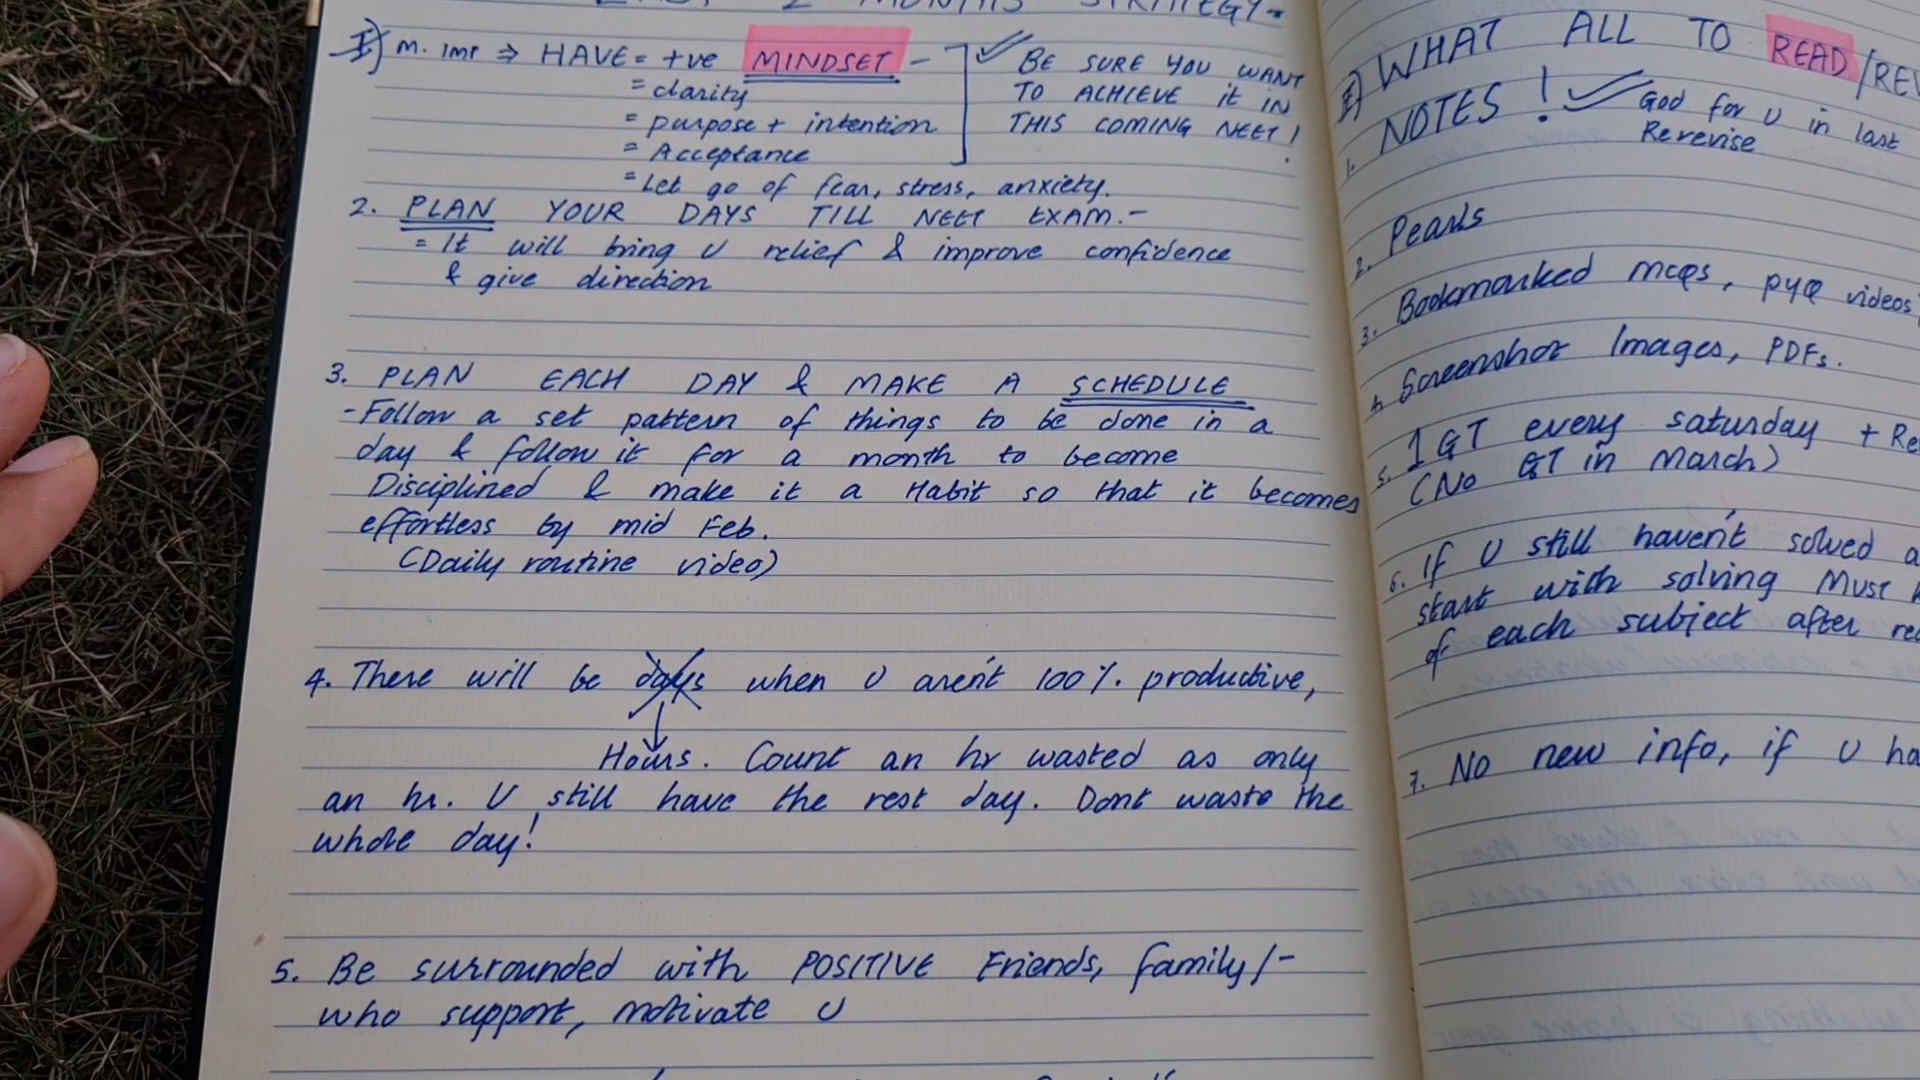 LAST 2 MONTHS STRATEGY-
I) M. Imp ⇒ HAVE = +ve MINDSET -
= clarity
= purpose + intention
= Acceptance
= Let go of fear, stress, anxiety.
BE SURE YOU WANT
TO ACHIEVE it IN
THIS COMING NEET!
2. PLAN YOUR DAYS TILL NEET EXAM.-
= It will bring U relief & improve confidence
& give direction
3. PLAN EACH DAY & MAKE A SCHEDULE
- Follow a set pattern of things to be done in a
day & follow it for a month to become
Disciplined & make it a Habit so that it becomes
effortless by mid Feb.
(Daily routine video)
4. There will be days when U aren't 100%. productive,
Hours. Count an hr wasted as only
an hr. U still have the rest day. Dont waste the
whole day!
5. Be surrounded with POSITIVE Friends, family/-
who support, motivate U
II) WHAT ALL TO READ/REV
1. NOTES! God for U in last
Rerevise
2. Pearls
3. Bookmarked mcqs, pyq videos
4. Screenshot Images, PDFs.
5. 1 GT every saturday + Re
(No GT in March)
6. If U still haven't solved a
start with solving Must
of each subject after re
7. No new info, if U ha